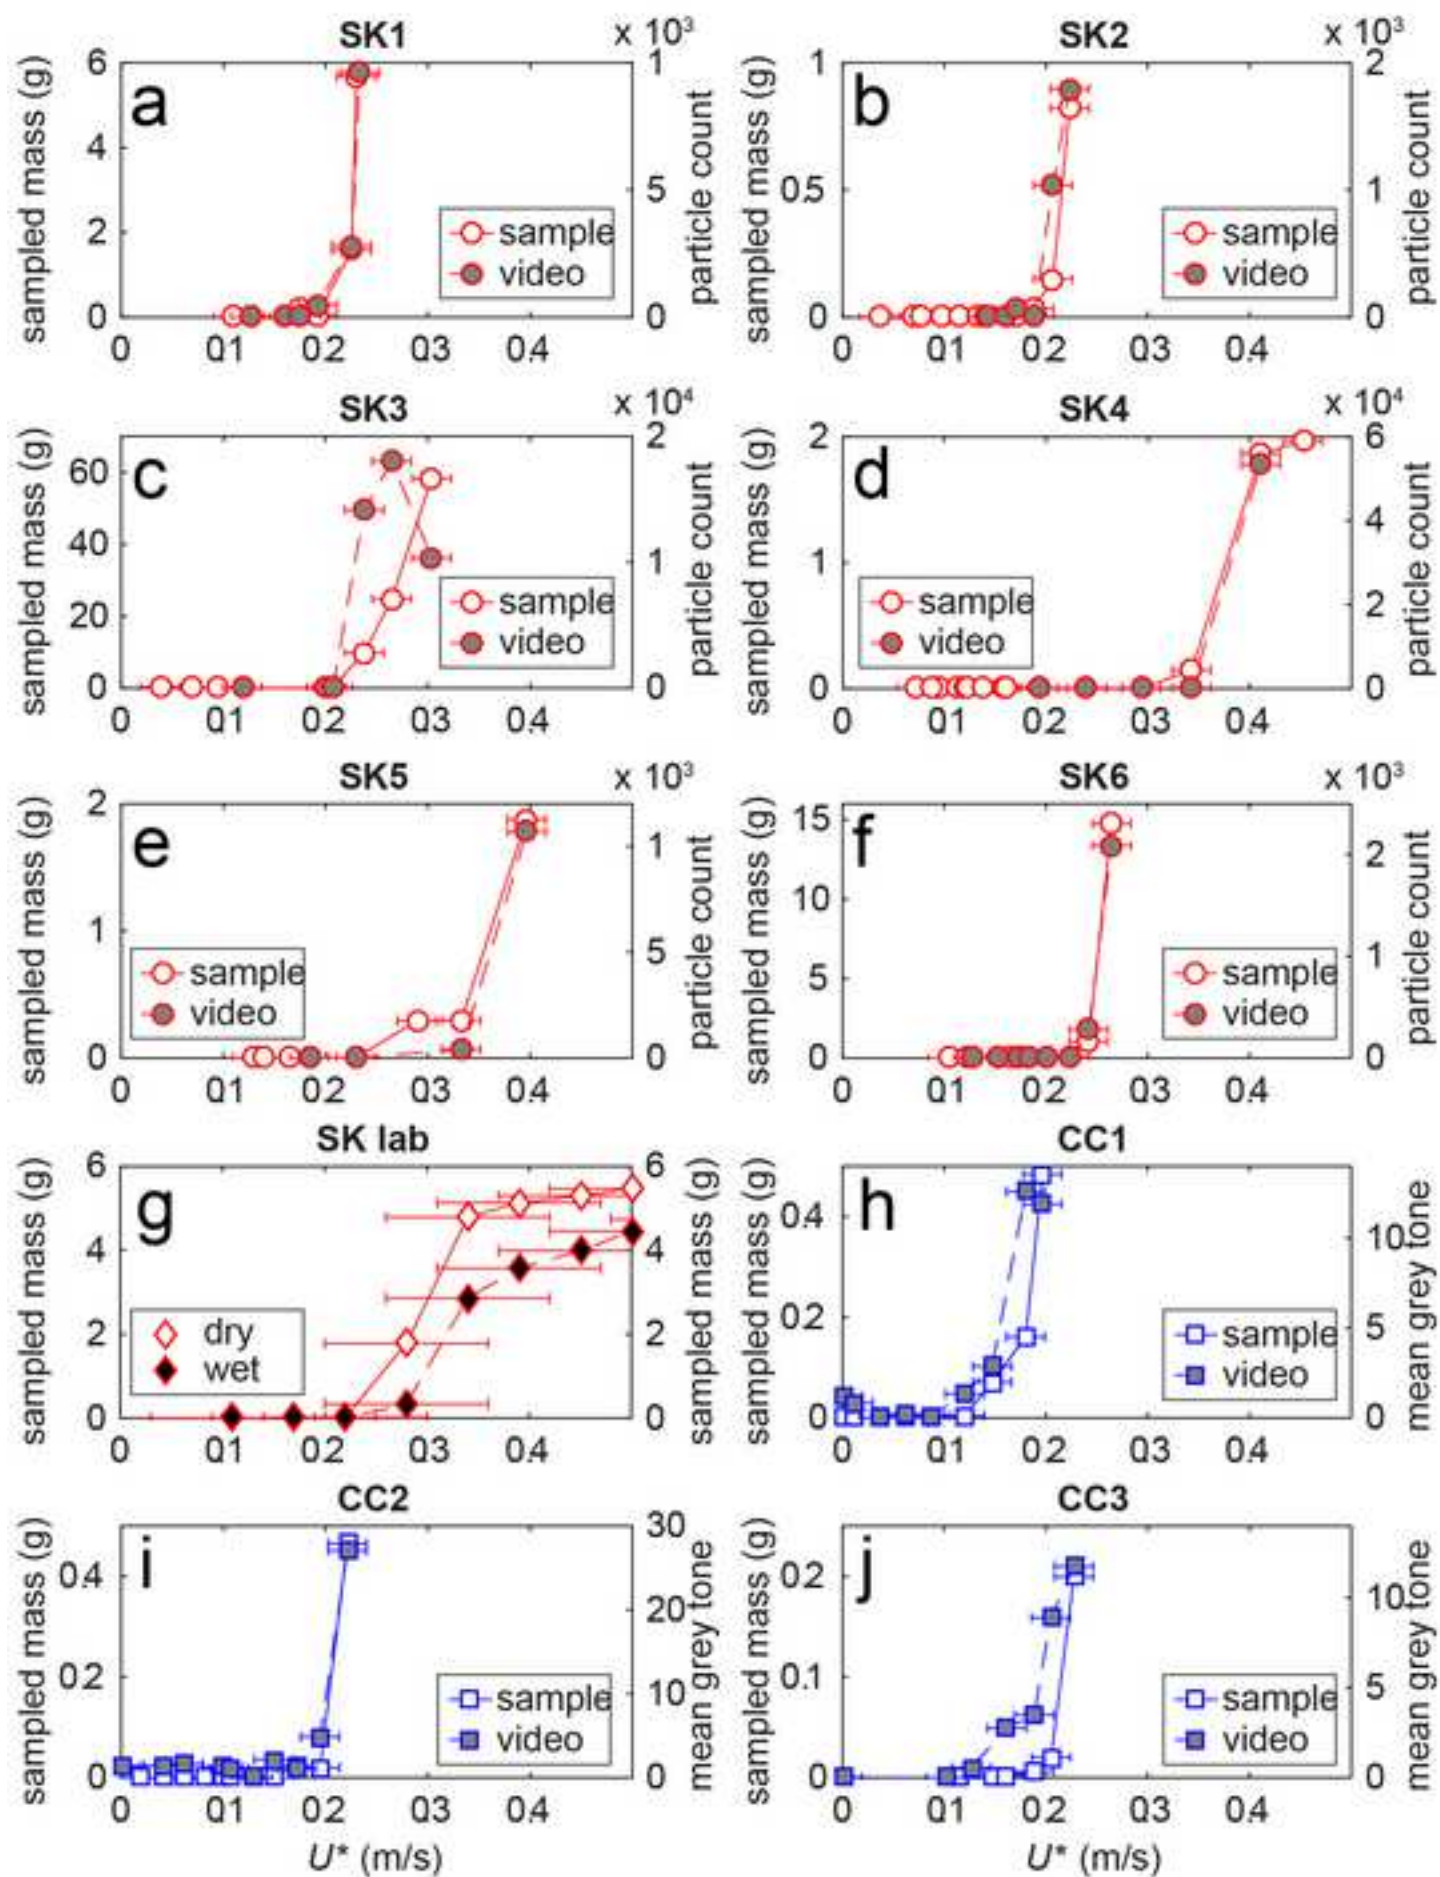 SK1
x 10³
SK2
x 10³
a
b
sampled mass (g)
6
4
2
0
1
5
0
particle count
sample
video
0 0.1 0.2 0.3 0.4
sampled mass (g)
1
0.5
0
2
1
0
particle count
sample
video
0 0.1 0.2 0.3 0.4
SK3
x 10⁴
SK4
x 10⁴
c
d
sampled mass (g)
60
40
20
0
2
1
0
particle count
sample
video
0 0.1 0.2 0.3 0.4
sampled mass (g)
2
1
0
6
4
2
0
particle count
sample
video
0 0.1 0.2 0.3 0.4
SK5
x 10³
SK6
x 10³
e
f
sampled mass (g)
2
1
0
1
5
0
particle count
sample
video
0 0.1 0.2 0.3 0.4
sampled mass (g)
15
10
5
0
2
1
0
particle count
sample
video
0 0.1 0.2 0.3 0.4
SK lab
CC1
g
h
sampled mass (g)
6
4
2
0
6
4
2
0
sampled mass (g)
dry
wet
0 0.1 0.2 0.3 0.4
sampled mass (g)
0.4
0.2
0
10
5
0
mean grey tone
sample
video
0 0.1 0.2 0.3 0.4
CC2
CC3
i
j
sampled mass (g)
0.4
0.2
0
30
20
10
0
mean grey tone
sample
video
0 0.1 0.2 0.3 0.4
U* (m/s)
sampled mass (g)
0.2
0.1
0
10
5
0
mean grey tone
sample
video
0 0.1 0.2 0.3 0.4
U* (m/s)